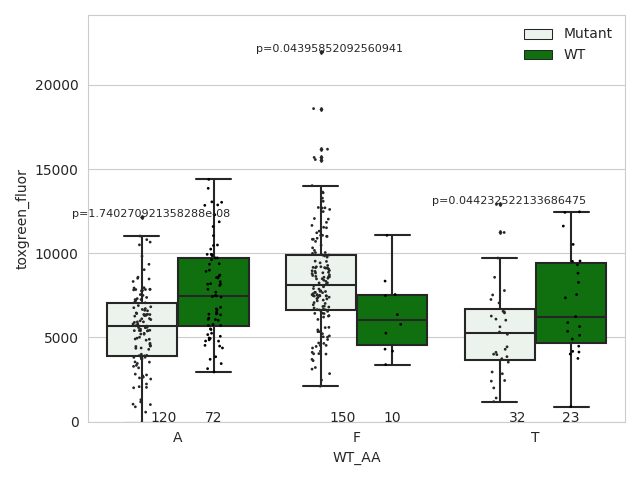 Mutant
WT
p=0.04395852092560941
p=0.044232522133686475
p=1.740270921358288e-08
20000
15000
10000
5000
0
toxgreen_fluor
120 72 150 10 32 23
A F T
WT_AA